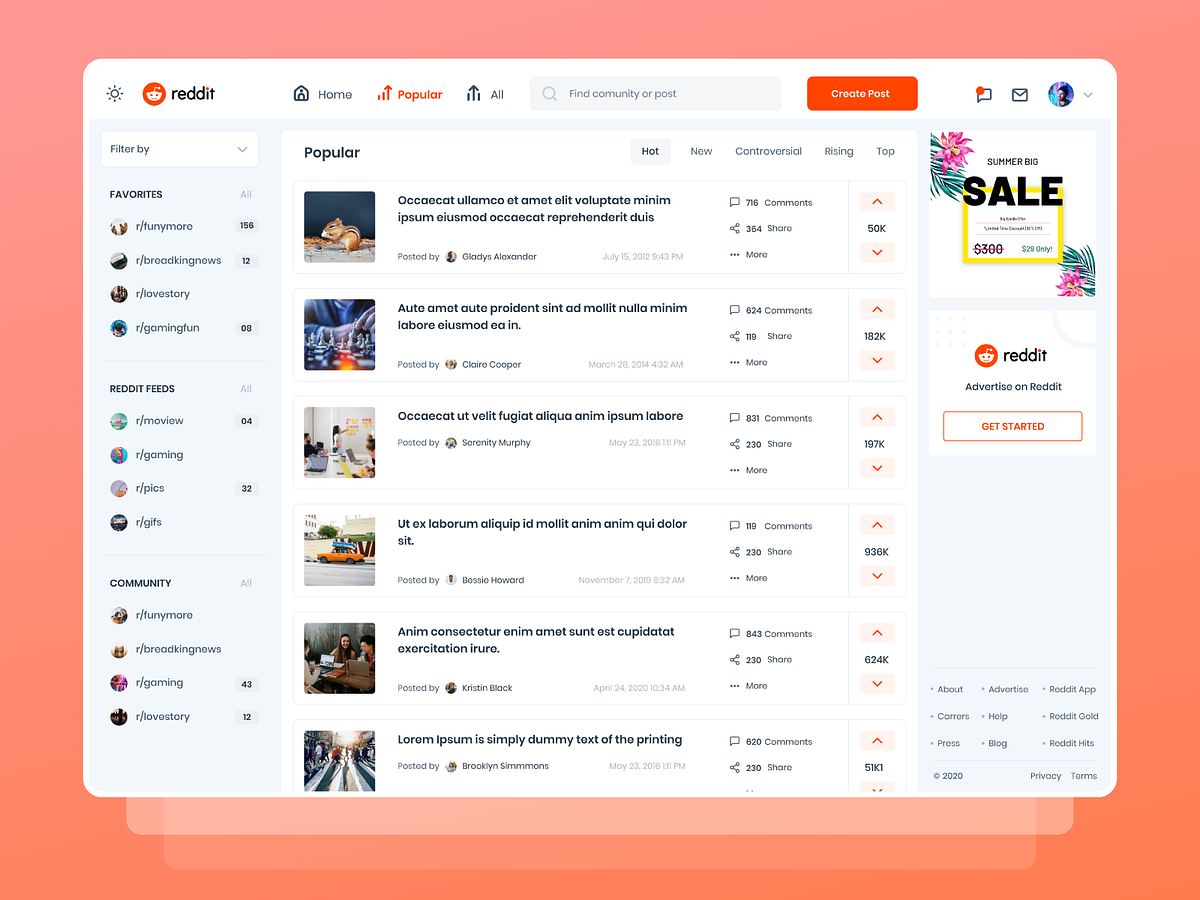 reddit
Home
Popular
All
Find comunity or post
Create Post
Filter by
FAVORITES
All
r/funymore
156
r/breadkingnews
12
r/lovestory
r/gamingfun
08
REDDIT FEEDS
All
r/moview
04
r/gaming
r/pics
32
r/gifs
COMMUNITY
All
r/funymore
r/breadkingnews
r/gaming
43
r/lovestory
12
Popular
Hot
New
Controversial
Rising
Top
Occaecat ullamco et amet elit voluptate minim
ipsum eiusmod occaecat reprehenderit duis
Posted by Gladys Alexander
July 15, 2012 9:43 PM
716 Comments
364 Share
More
50K
Aute amet aute proident sint ad mollit nulla minim
labore eiusmod ea in.
Posted by Claire Cooper
March 28, 2014 4:32 AM
624 Comments
119 Share
More
182K
Occaecat ut velit fugiat aliqua anim ipsum labore
Posted by Serenity Murphy
May 23, 2016 1:11 PM
831 Comments
230 Share
More
197K
Ut ex laborum aliquip id mollit anim anim qui dolor
sit.
Posted by Bessie Howard
November 7, 2019 6:32 AM
119 Comments
230 Share
More
936K
Anim consectetur enim amet sunt est cupidatat
exercitation irure.
Posted by Kristin Black
April 24, 2020 10:34 AM
843 Comments
230 Share
More
624K
Lorem Ipsum is simply dummy text of the printing
Posted by Brooklyn Simmmons
May 23, 2016 1:11 PM
620 Comments
230 Share
51K1
SUMMER BIG
SALE
Big Bundle Offer
*Limited Time Discount | 90% OFF.
$300
$29 Only!
reddit
Advertise on Reddit
GET STARTED
About
Advertise
Reddit App
Carrers
Help
Reddit Gold
Press
Blog
Reddit Hits
© 2020
Privacy
Terms